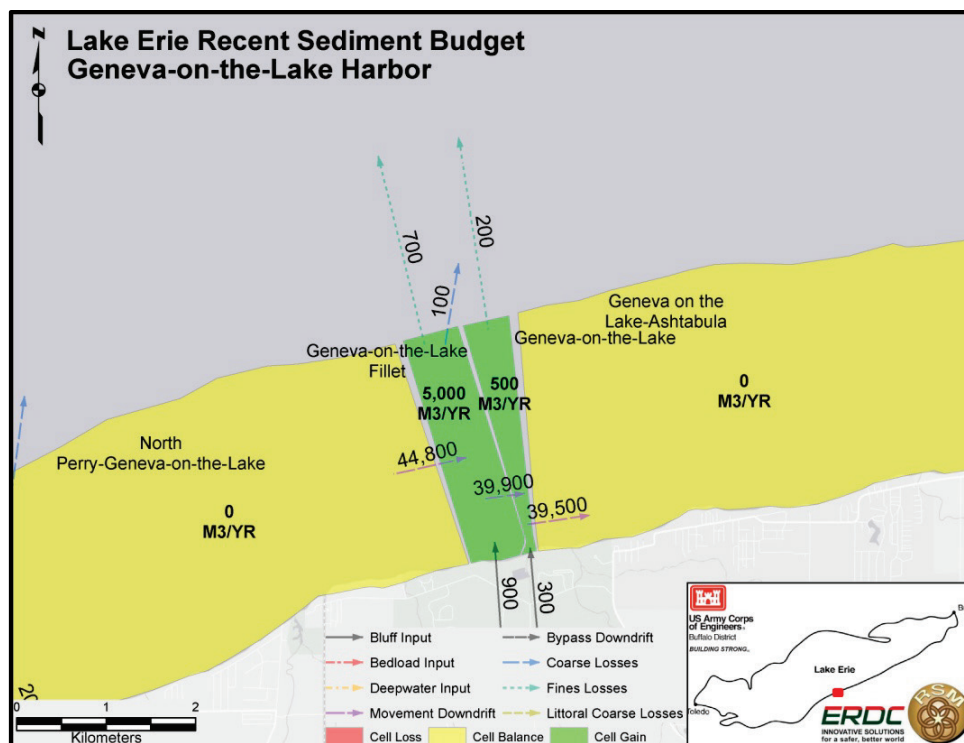 Lake Erie Recent Sediment Budget
Geneva-on-the-Lake Harbor
N
700
200
100
Geneva on the
Lake-Ashtabula
Geneva-on-the-Lake
Geneva-on-the-Lake
Fillet
5,000
M3/YR
500
M3/YR
0
M3/YR
North
Perry-Geneva-on-the-Lake
0
M3/YR
44,800
39,900
39,500
900
300
Bluff Input
Bedload Input
Deepwater Input
Movement Downdrift
Bypass Downdrift
Coarse Losses
Fines Losses
Littoral Coarse Losses
Cell Loss
Cell Balance
Cell Gain
0 1 2
Kilometers
US Army Corps
of Engineers®
Buffalo District
BUILDING STRONG®
Lake Erie
Toledo
ERDC
INNOVATIVE SOLUTIONS
for a safer, better world
RSM